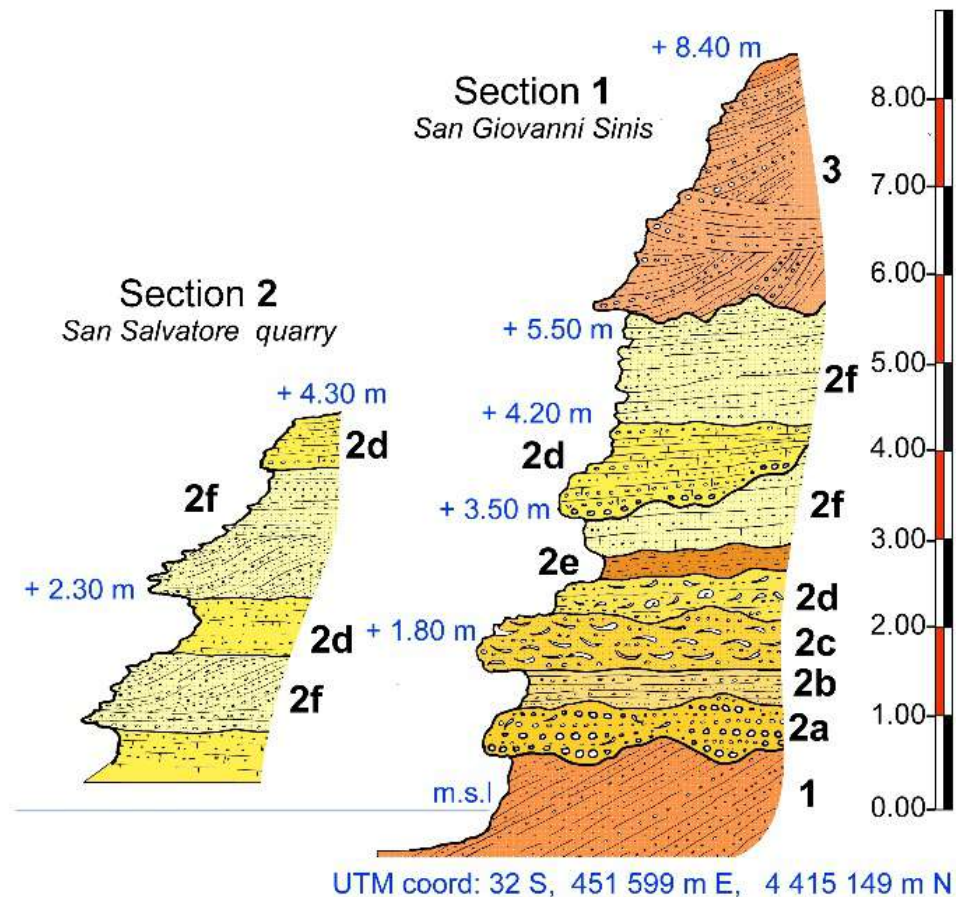 + 8.40 m
Section 1
San Giovanni Sinis
8.00
3
7.00
6.00
Section 2
San Salvatore quarry
+ 5.50 m
5.00
2f
+ 4.30 m
+ 4.20 m
2d
2d
4.00
2f
+ 3.50 m
2f
3.00
2e
+ 2.30 m
2d
+ 1.80 m
2d
2c
2.00
2f
2b
2a
1.00
m.s.l
1
0.00
UTM coord: 32 S, 451 599 m E, 4 415 149 m N